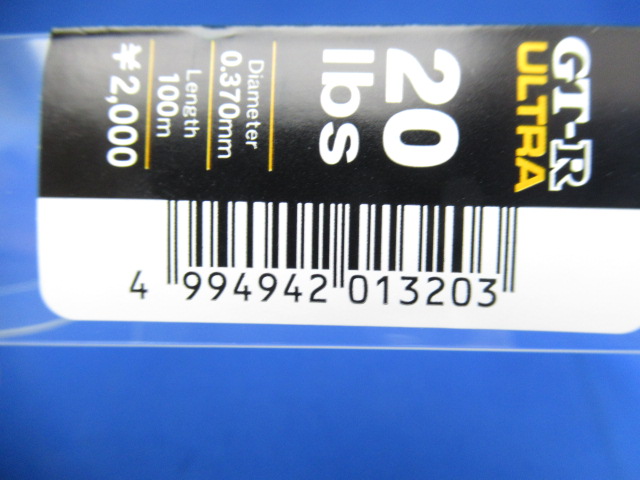 GT-R
ULTRA
20
lbs
Diameter
0.370mm
Length
100m
¥2,000
4 994942 013203